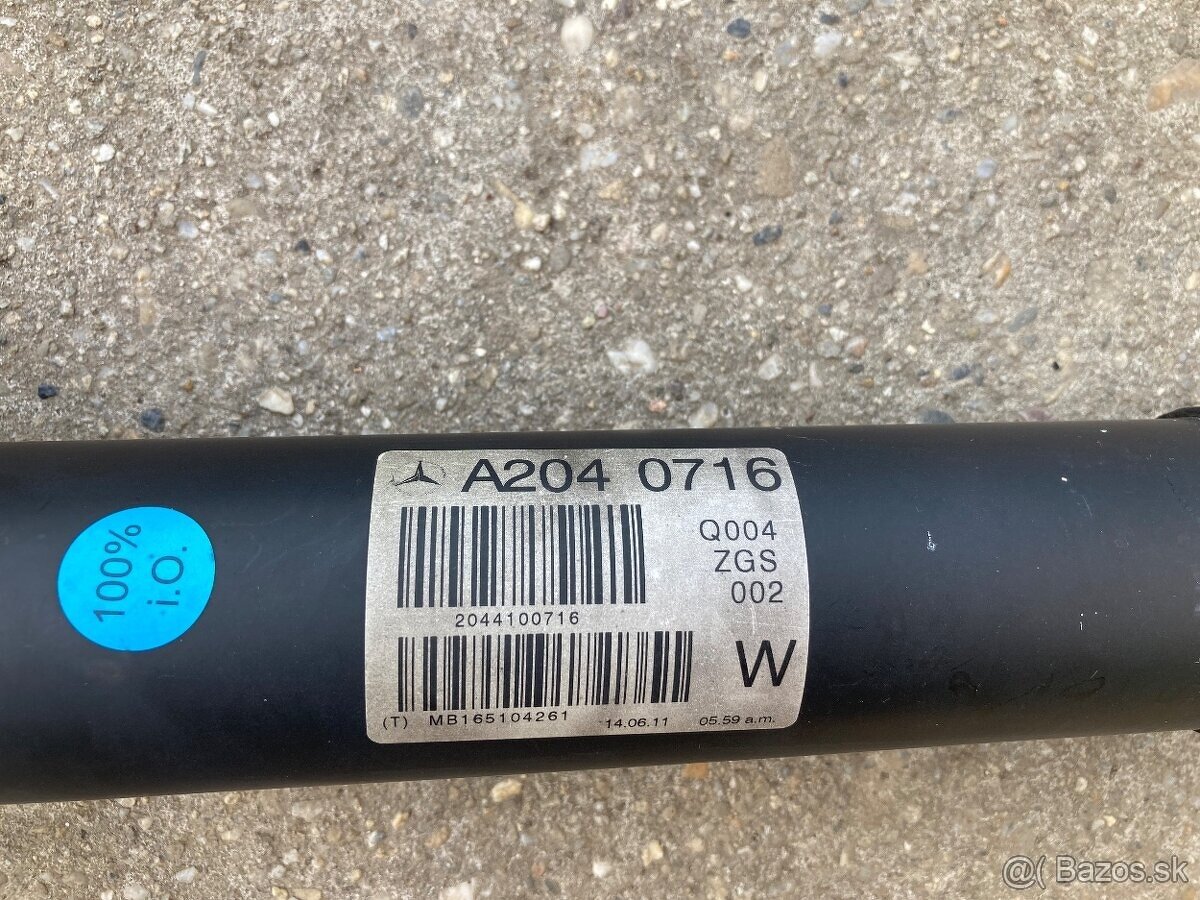 100%
i.O.
A204 0716
Q004
ZGS
002
2044100716
W
(T) MB165104261 14.06.11 05.59 a.m.
@( Bazos.sk